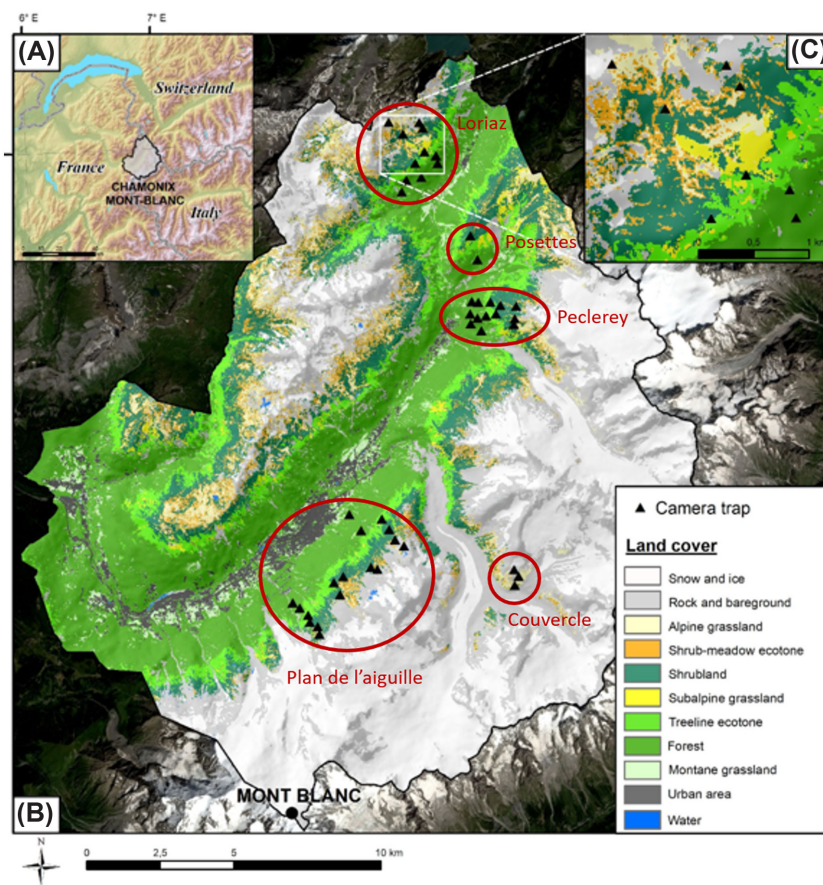 6° E
7° E
(A)
Switzerland
France
CHAMONIX
MONT-BLANC
Italy
Loriaz
(C)
0,5
1 km
Posettes
Peclerey
Couvercle
Plan de l'aiguille
MONT BLANC
(B)
Camera trap
Land cover
Snow and ice
Rock and bareground
Alpine grassland
Shrub-meadow ecotone
Shrubland
Subalpine grassland
Treeline ecotone
Forest
Montane grassland
Urban area
Water
N
0
2,5
5
10 km